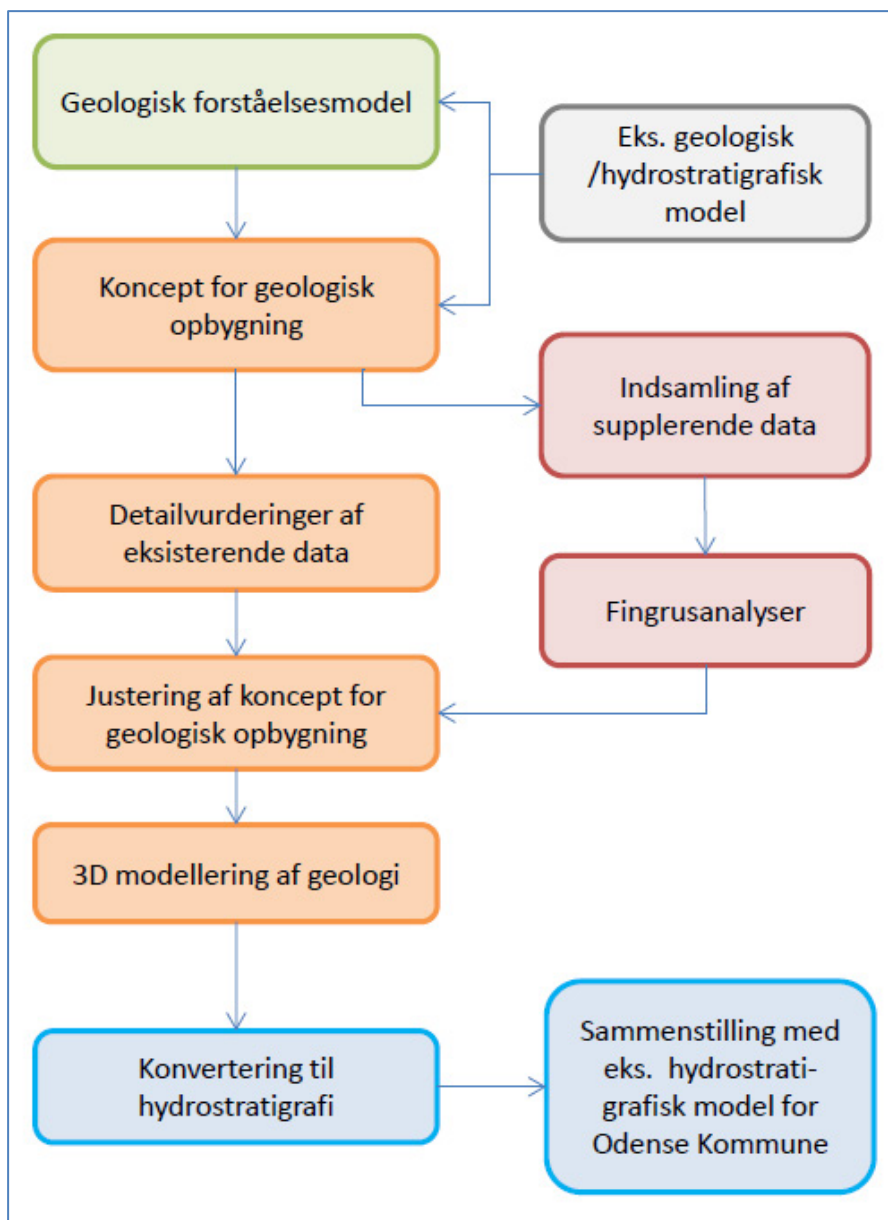 Geologisk forståelsesmodel
Eks. geologisk
/hydrostratigrafisk
model
Koncept for geologisk
opbygning
Indsamling af
supplerende data
Detailvurderinger af
eksisterende data
Fingrusanalyser
Justering af koncept for
geologisk opbygning
3D modellering af geologi
Konvertering til
hydrostratigrafi
Sammenstilling med
eks. hydrostrati-
grafisk model for
Odense Kommune